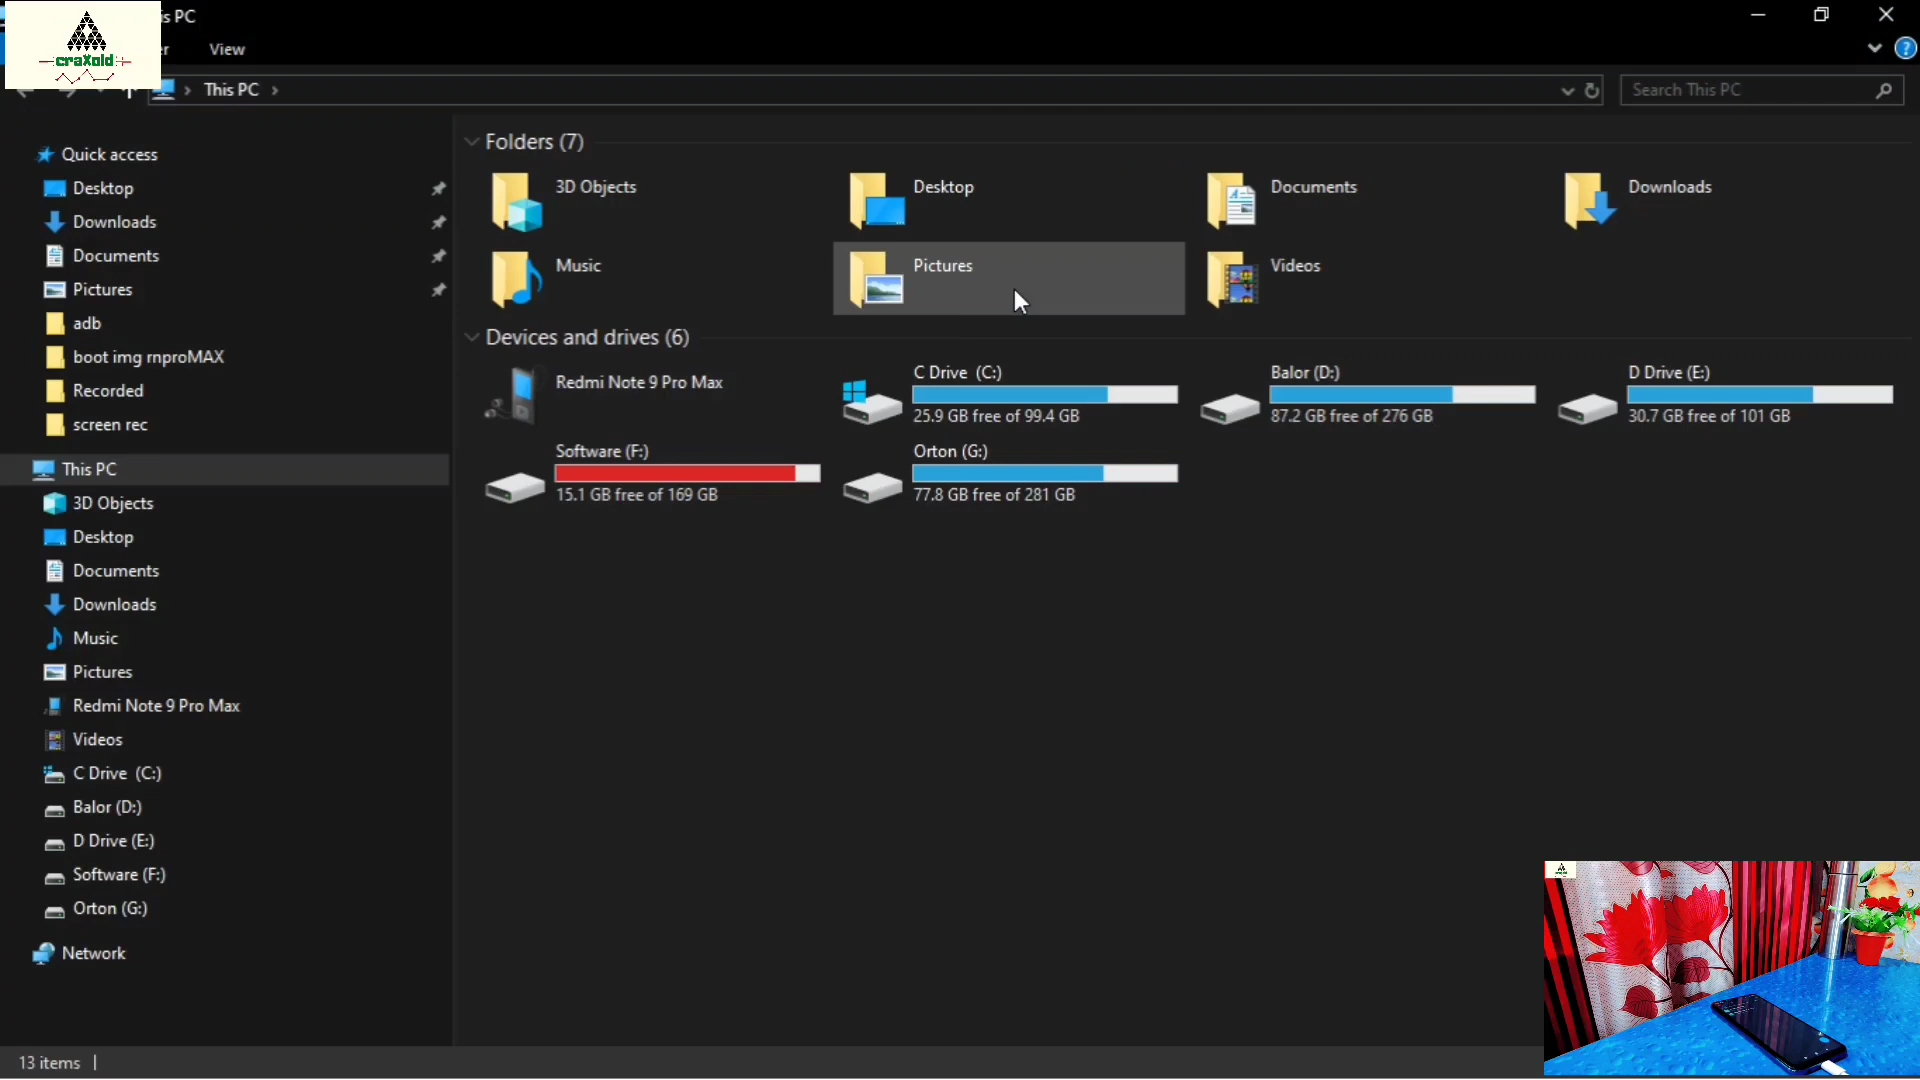 craXoid
is PC
er
View
This PC
Search This PC
Quick access
Desktop
Downloads
Documents
Pictures
adb
boot img rnproMAX
Recorded
screen rec
This PC
3D Objects
Desktop
Documents
Downloads
Music
Pictures
Redmi Note 9 Pro Max
Videos
C Drive (C:)
Balor (D:)
D Drive (E:)
Software (F:)
Orton (G:)
Network
Folders (7)
3D Objects
Desktop
Documents
Downloads
Music
Pictures
Videos
Devices and drives (6)
Redmi Note 9 Pro Max
C Drive (C:)
25.9 GB free of 99.4 GB
Balor (D:)
87.2 GB free of 276 GB
D Drive (E:)
30.7 GB free of 101 GB
Software (F:)
15.1 GB free of 169 GB
Orton (G:)
77.8 GB free of 281 GB
13 items